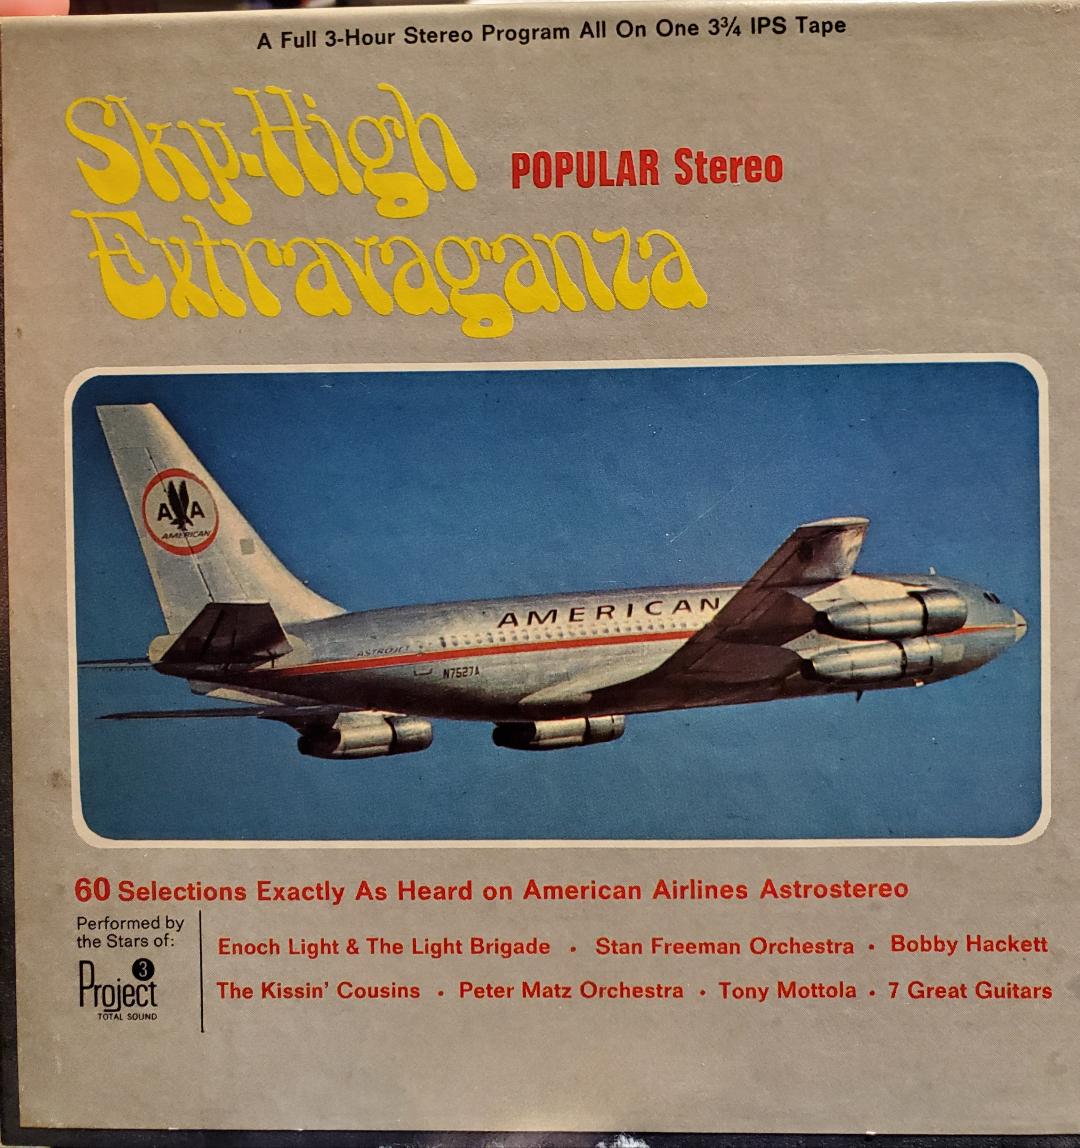 A Full 3-Hour Stereo Program All On One 3¾ IPS Tape
Sky-High
POPULAR Stereo
Extravaganza
AA
AMERICAN
AMERICAN
ASTROJET
N7527A
60 Selections Exactly As Heard on American Airlines Astrostereo
Performed by
the Stars of:
3
Project
TOTAL SOUND
Enoch Light & The Light Brigade • Stan Freeman Orchestra • Bobby Hackett
The Kissin' Cousins • Peter Matz Orchestra • Tony Mottola • 7 Great Guitars